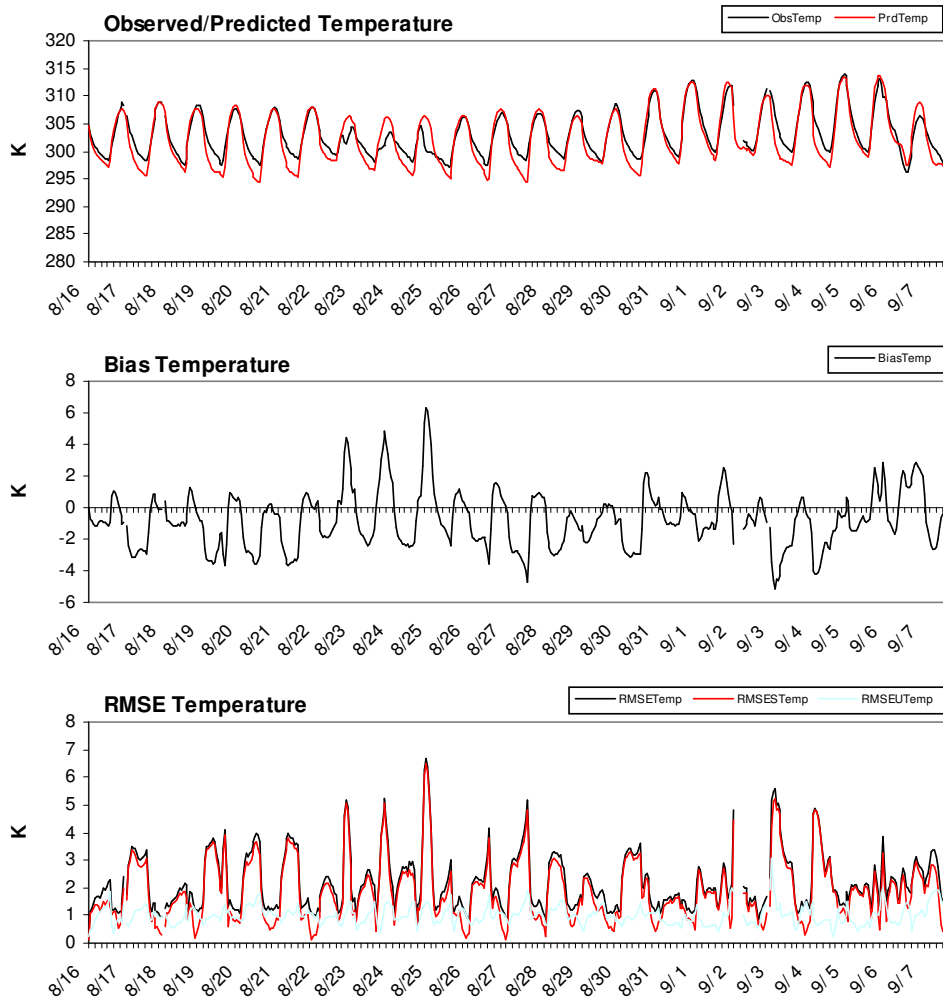 Observed/Predicted Temperature
ObsTemp PrdTemp
320
315
310
305
300
295
290
285
280
K
8/16 8/17 8/18 8/19 8/20 8/21 8/22 8/23 8/24 8/25 8/26 8/27 8/28 8/29 8/30 8/31 9/ 1 9/ 2 9/ 3 9/ 4 9/ 5 9/ 6 9/ 7
Bias Temperature
BiasTemp
8
6
4
2
0
-2
-4
-6
K
8/16 8/17 8/18 8/19 8/20 8/21 8/22 8/23 8/24 8/25 8/26 8/27 8/28 8/29 8/30 8/31 9/ 1 9/ 2 9/ 3 9/ 4 9/ 5 9/ 6 9/ 7
RMSE Temperature
RMSETemp RMSESTemp RMSEUTemp
8
7
6
5
4
3
2
1
0
K
8/16 8/17 8/18 8/19 8/20 8/21 8/22 8/23 8/24 8/25 8/26 8/27 8/28 8/29 8/30 8/31 9/ 1 9/ 2 9/ 3 9/ 4 9/ 5 9/ 6 9/ 7